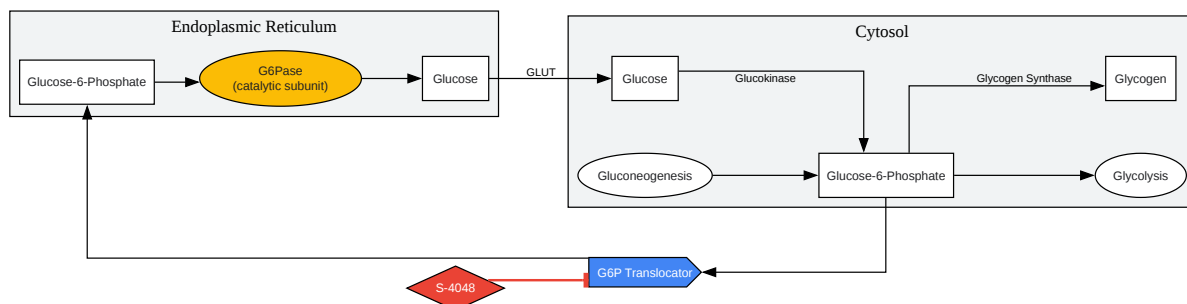 Endoplasmic Reticulum
Cytosol
Glucose-6-Phosphate
G6Pase
(catalytic subunit)
Glucose
GLUT
Glucose
Glucokinase
Glycogen Synthase
Glycogen
Gluconeogenesis
Glucose-6-Phosphate
Glycolysis
G6P Translocator
S-4048